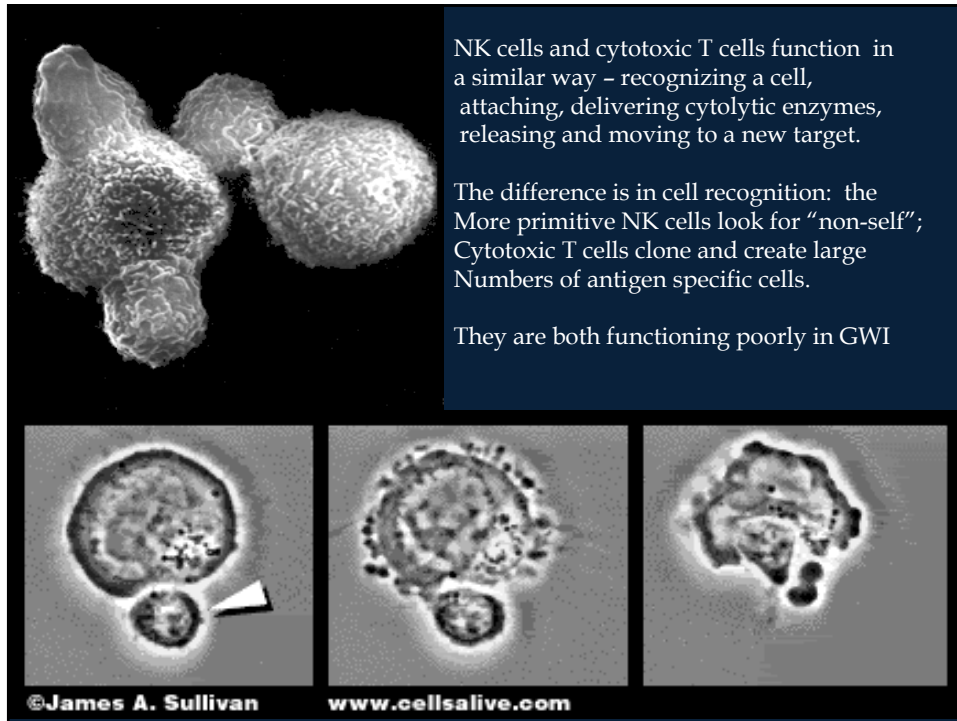 NK cells and cytotoxic T cells function in
a similar way – recognizing a cell,
attaching, delivering cytolytic enzymes,
releasing and moving to a new target.
The difference is in cell recognition: the
More primitive NK cells look for “non-self”;
Cytotoxic T cells clone and create large
Numbers of antigen specific cells.
They are both functioning poorly in GWI
©James A. Sullivan www.cellsalive.com